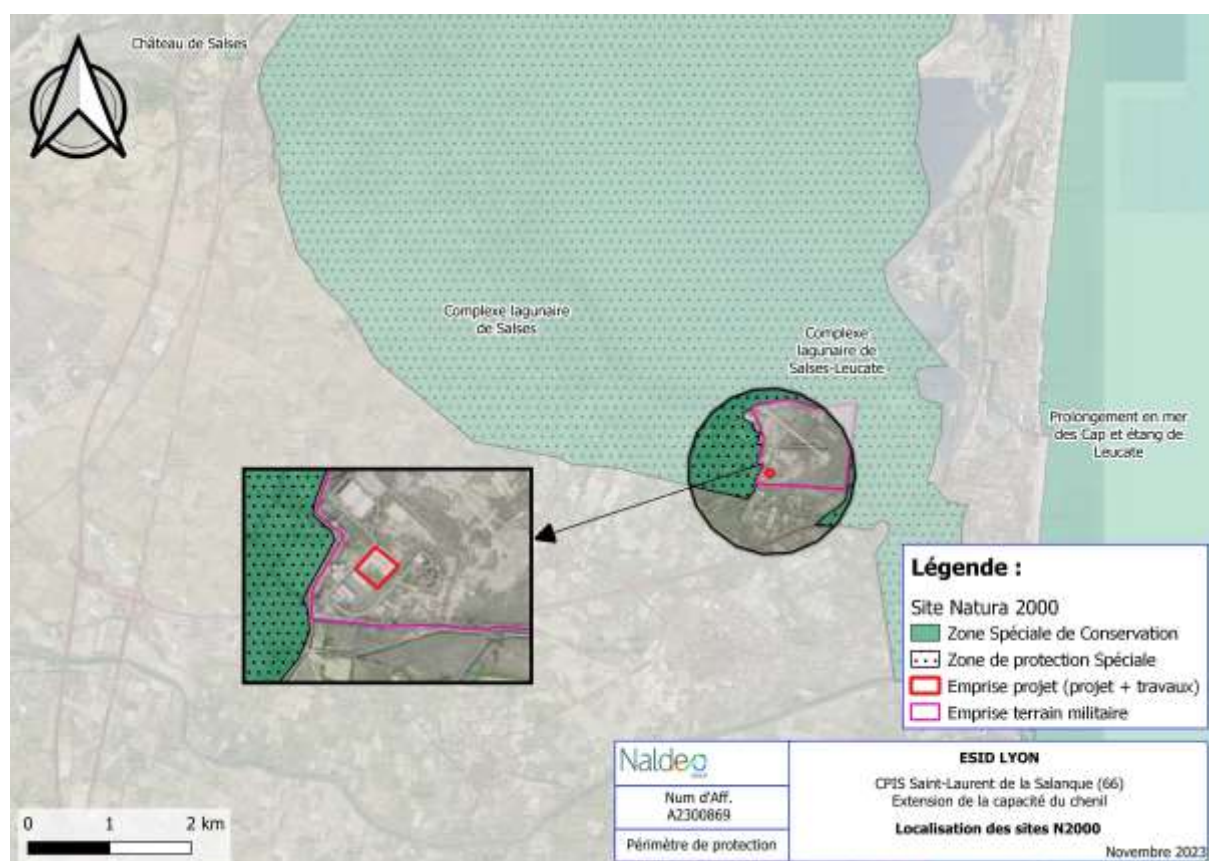 Château de Salses
Complexe lagunaire
de Salses
Complexe
lagunaire de
Salses-Leucate
Prolongement en mer
des Cap et étang de
Leucate
Légende :
Site Natura 2000
Zone Spéciale de Conservation
Zone de protection Spéciale
Emprise projet (projet + travaux)
Emprise terrain militaire
Naldeo
Num d'Aff.
A2300869
Périmètre de protection
ESID LYON
CPIS Saint-Laurent de la Salanque (66)
Extension de la capacité du chenil
Localisation des sites N2000
Novembre 2023
0 1 2 km